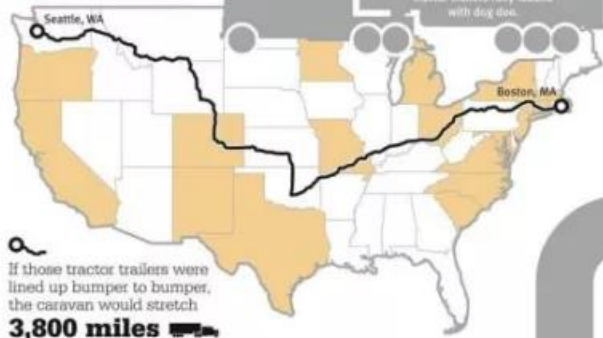 with dog doo.
Seattle, WA
Boston, MA
If those tractor trailers were
lined up bumper to bumper,
the caravan would stretch
3,800 miles